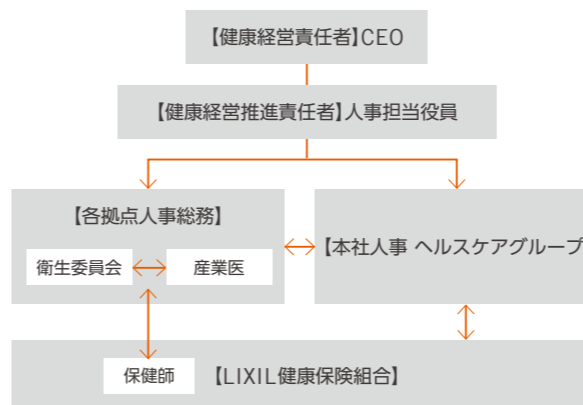 【健康経営責任者】CEO
【健康経営推進責任者】人事担当役員
【各拠点人事総務】
衛生委員会
産業医
【本社人事 ヘルスケアグループ
保健師
【LIXIL健康保険組合】